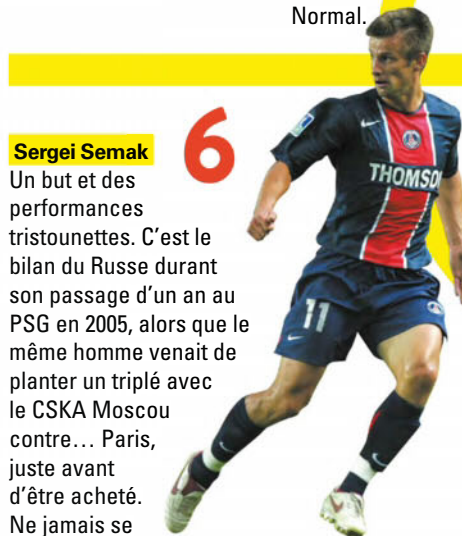 Normal.
6
Sergei Semak
Un but et des
performances
tristounettes. C'est le
bilan du Russe durant
son passage d'un an au
PSG en 2005, alors que le
même homme venait de
planter un triplé avec
le CSKA Moscou
contre… Paris,
juste avant
d'être acheté.
Ne jamais se
THOMSO
11